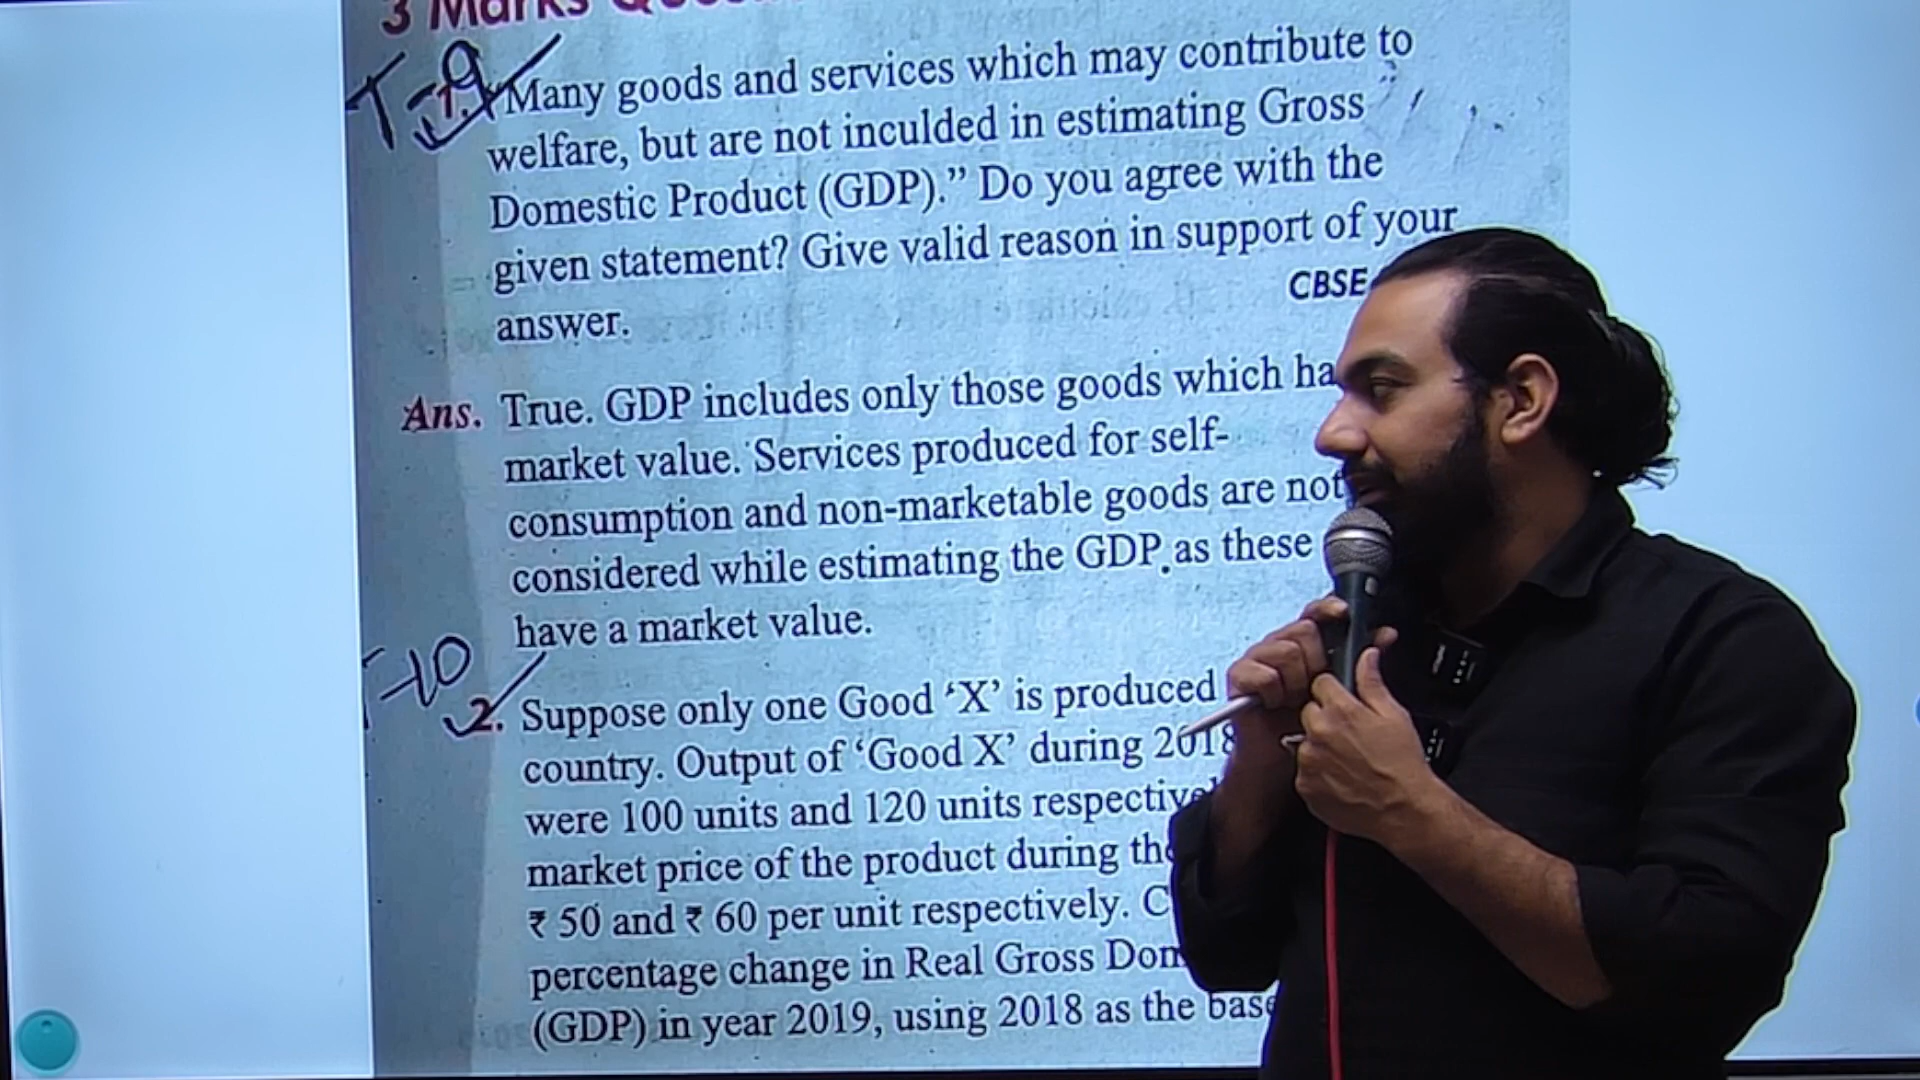 3 Marks
T-9
1. "Many goods and services which may contribute to
welfare, but are not inculded in estimating Gross
Domestic Product (GDP)." Do you agree with the
given statement? Give valid reason in support of your
answer.
CBSE
Ans. True. GDP includes only those goods which ha
market value. Services produced for self-
consumption and non-marketable goods are not
considered while estimating the GDP as these
have a market value.
T-10
2. Suppose only one Good ‘X’ is produced
country. Output of ‘Good X’ during 2018
were 100 units and 120 units respectivel
market price of the product during the
₹ 50 and ₹ 60 per unit respectively. C
percentage change in Real Gross Dom
(GDP) in year 2019, using 2018 as the base